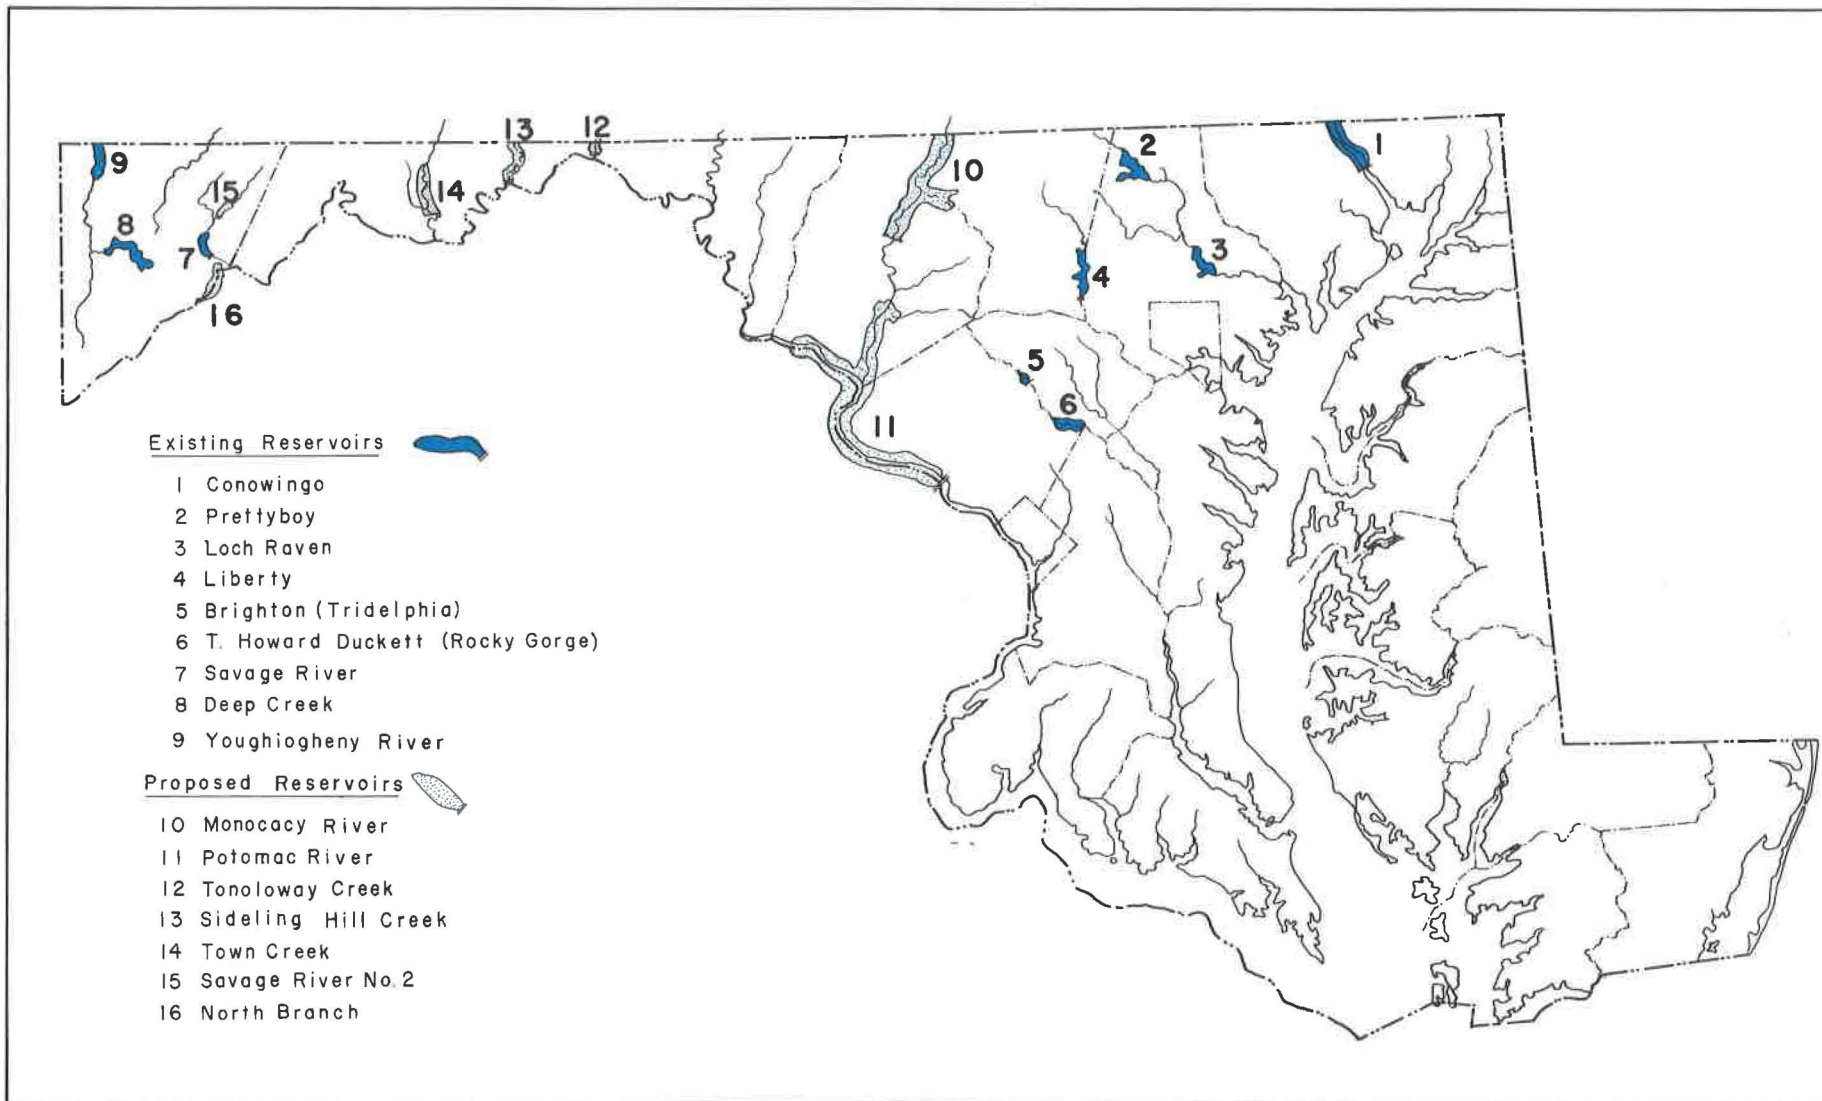 13
12
2
1
9
10
15
14
8
7
3
4
16
5
6
11
Existing Reservoirs
1 Conowingo
2 Prettyboy
3 Loch Raven
4 Liberty
5 Brighton (Tridelphia)
6 T. Howard Duckett (Rocky Gorge)
7 Savage River
8 Deep Creek
9 Youghiogheny River
Proposed Reservoirs
10 Monocacy River
11 Potomac River
12 Tonoloway Creek
13 Sideling Hill Creek
14 Town Creek
15 Savage River No. 2
16 North Branch